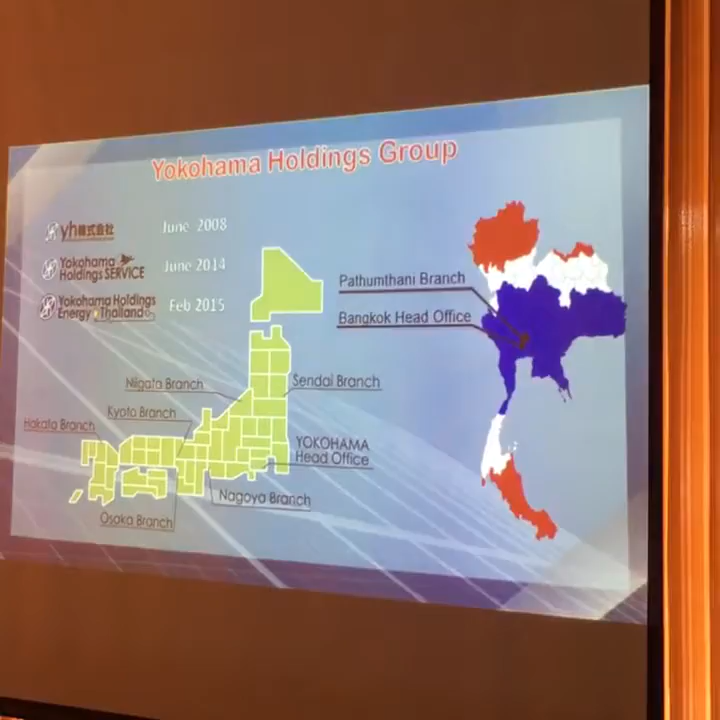 Yokohama Holdings Group
yh株式会社 June 2008
Yokohama
Holdings SERVICE June 2014
Yokohama Holdings
Energy Thailand Feb 2015
Pathumthani Branch
Bangkok Head Office
Niigata Branch
Sendai Branch
Kyoto Branch
Hakata Branch
YOKOHAMA
Head Office
Nagoya Branch
Osaka Branch